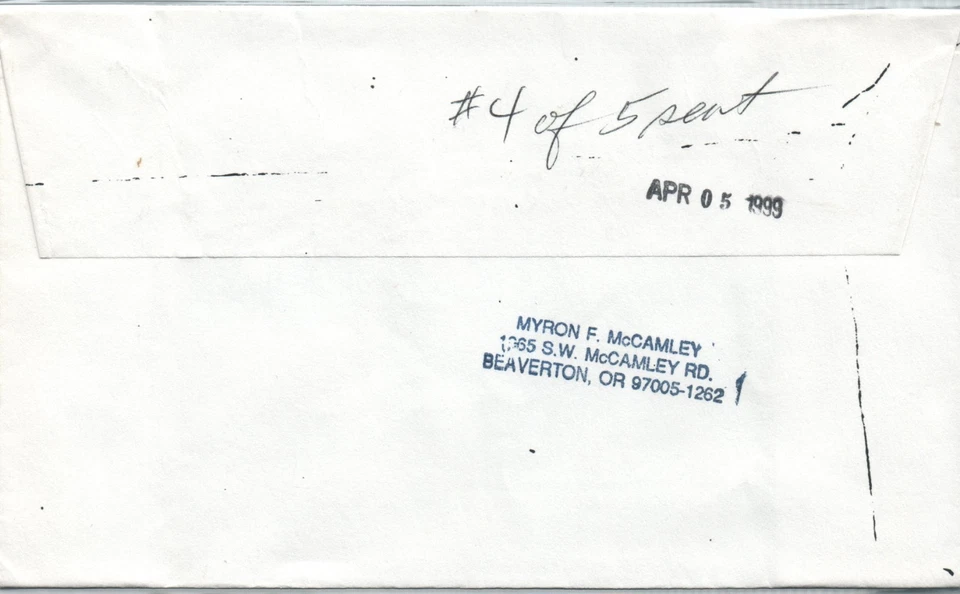 #4 of 5 sent
APR 05 1999
MYRON F. McCAMLEY
S.W. McCAMLEY RD.
BEAVERTON, OR 97005-1262